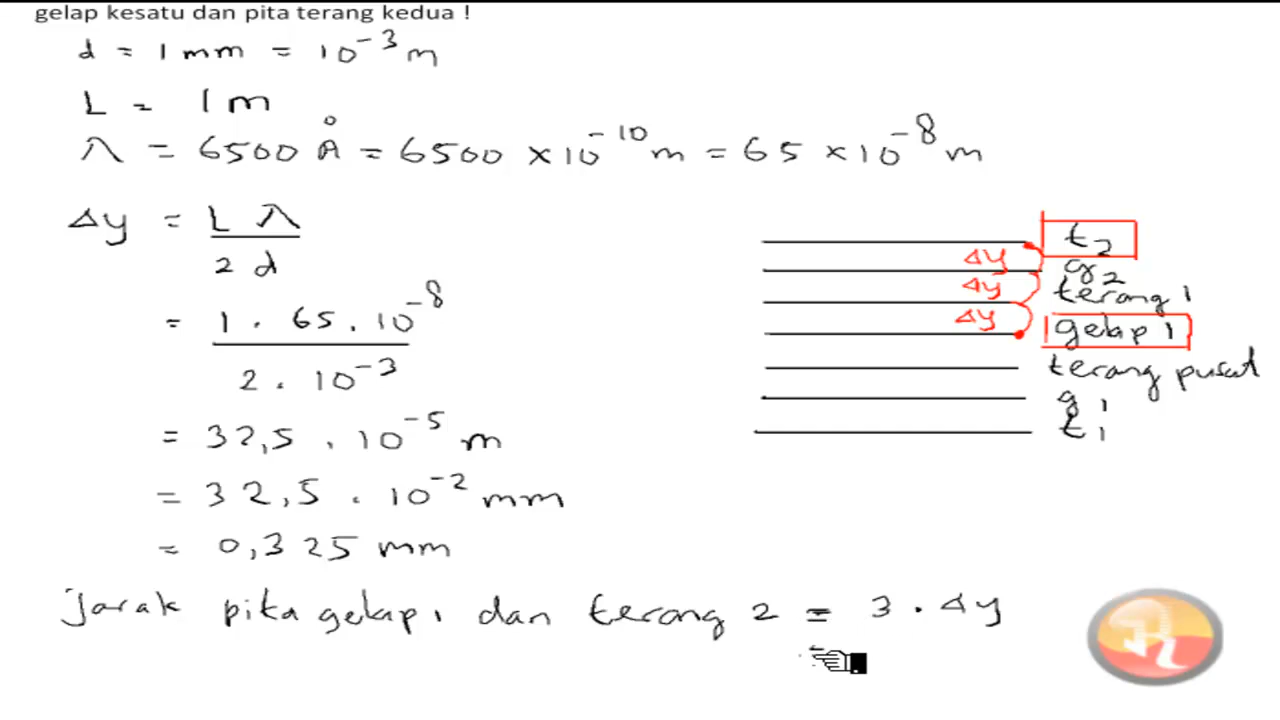 gelap kesatu dan pita terang kedua !
d = 1 mm = 10⁻³ m
L = 1 m
λ = 6500 Å = 6500 × 10⁻¹⁰ m = 65 × 10⁻⁸ m
Δy = L λ / 2 d
= 1 . 65 . 10⁻⁸ / 2 . 10⁻³
= 32,5 . 10⁻⁵ m
= 32,5 . 10⁻² mm
= 0,325 mm
t₂
Δy
g₂
Δy
terang 1
Δy
gelap 1
terang pusat
g₁
t₁
jarak pita gelap 1 dan terang 2 = 3 . Δy